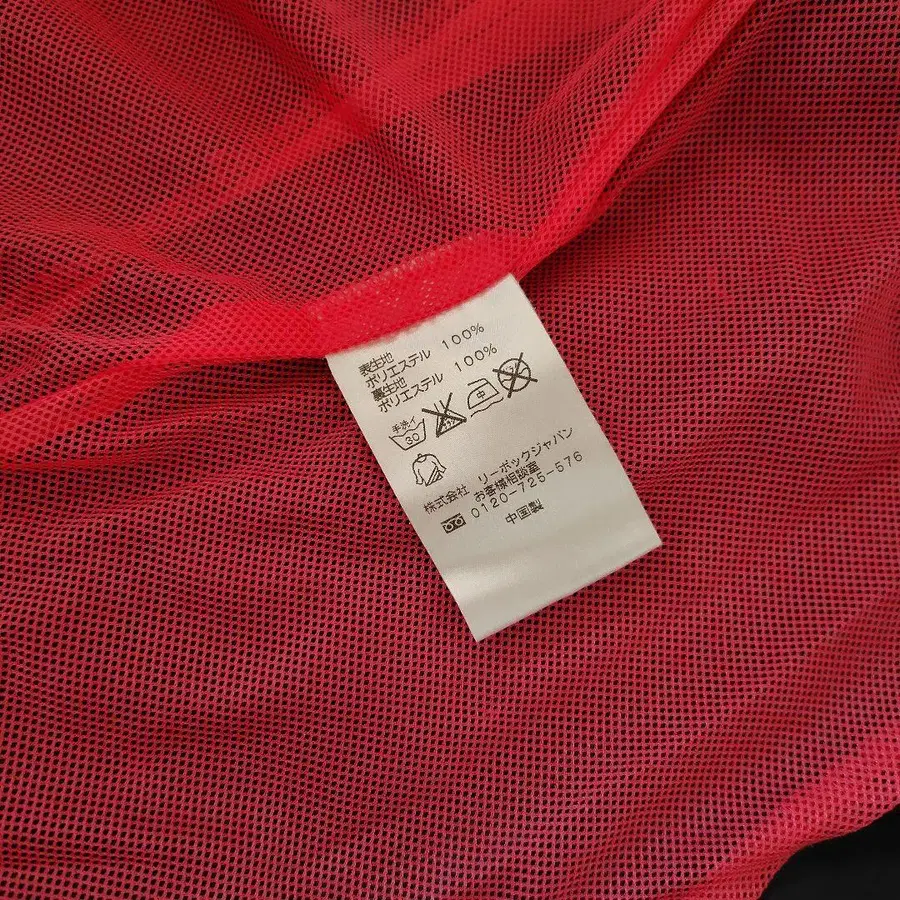 表生地
ポリエステル 100%
裏生地
ポリエステル 100%
手洗イ
30
中
株式会社 リーボックジャパン
お客様相談室
0120-725-576
中国製